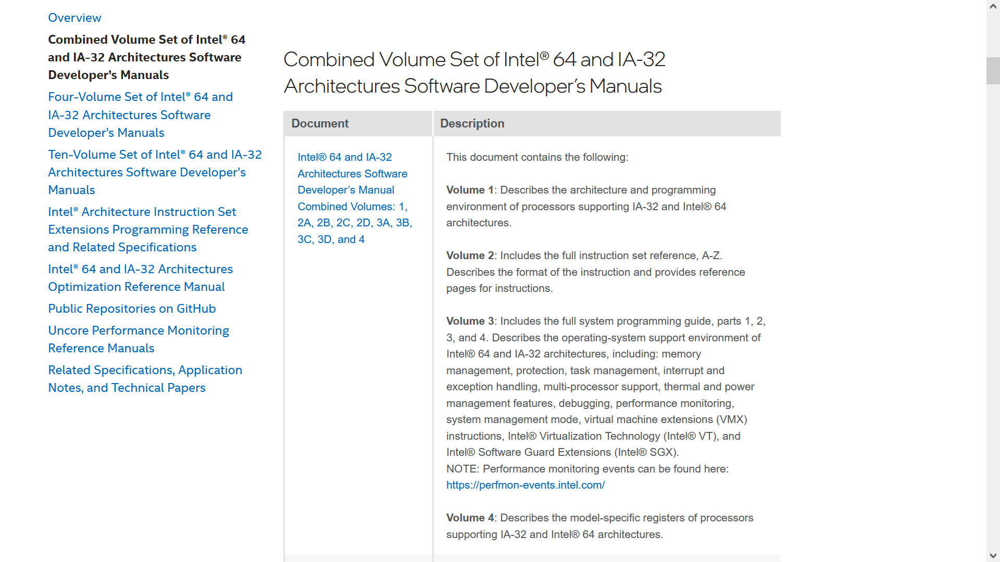 Overview
Combined Volume Set of Intel® 64
and IA-32 Architectures Software
Developer’s Manuals
Four-Volume Set of Intel® 64 and
IA-32 Architectures Software
Developer’s Manuals
Ten-Volume Set of Intel® 64 and IA-32
Architectures Software Developer's
Manuals
Intel® Architecture Instruction Set
Extensions Programming Reference
and Related Specifications
Intel® 64 and IA-32 Architectures
Optimization Reference Manual
Public Repositories on GitHub
Uncore Performance Monitoring
Reference Manuals
Related Specifications, Application
Notes, and Technical Papers
Combined Volume Set of Intel® 64 and IA-32
Architectures Software Developer’s Manuals
Document
Description
Intel® 64 and IA-32
Architectures Software
Developer’s Manual
Combined Volumes: 1,
2A, 2B, 2C, 2D, 3A, 3B,
3C, 3D, and 4
This document contains the following:
Volume 1: Describes the architecture and programming
environment of processors supporting IA-32 and Intel® 64
architectures.
Volume 2: Includes the full instruction set reference, A-Z.
Describes the format of the instruction and provides reference
pages for instructions.
Volume 3: Includes the full system programming guide, parts 1, 2,
3, and 4. Describes the operating-system support environment of
Intel® 64 and IA-32 architectures, including: memory
management, protection, task management, interrupt and
exception handling, multi-processor support, thermal and power
management features, debugging, performance monitoring,
system management mode, virtual machine extensions (VMX)
instructions, Intel® Virtualization Technology (Intel® VT), and
Intel® Software Guard Extensions (Intel® SGX).
NOTE: Performance monitoring events can be found here:
https://perfmon-events.intel.com/
Volume 4: Describes the model-specific registers of processors
supporting IA-32 and Intel® 64 architectures.